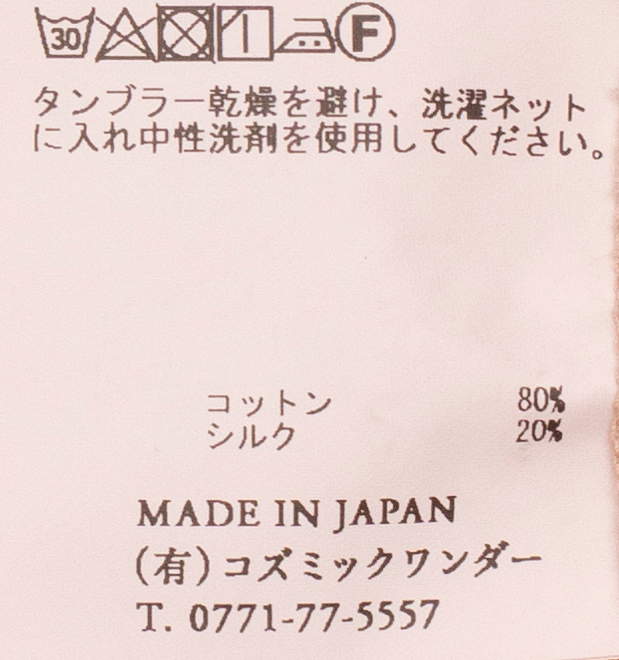 30 F
タンブラー乾燥を避け、洗濯ネット
に入れ中性洗剤を使用してください。
コットン 80%
シルク 20%
MADE IN JAPAN
(有)コズミックワンダー
T. 0771-77-5557